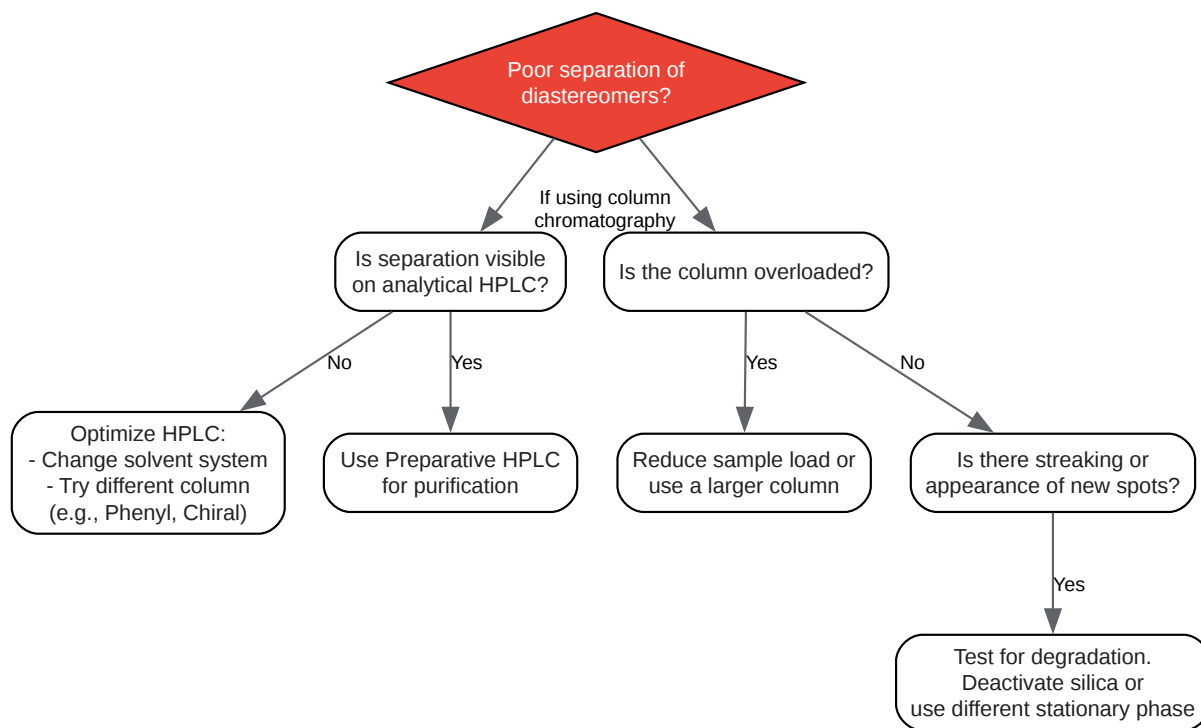 Poor separation of
diastereomers?
If using column
chromatography
Is separation visible
on analytical HPLC?
Is the column overloaded?
No
Yes
Yes
No
Optimize HPLC:
- Change solvent system
- Try different column
(e.g., Phenyl, Chiral)
Use Preparative HPLC
for purification
Reduce sample load or
use a larger column
Is there streaking or
appearance of new spots?
Yes
Test for degradation.
Deactivate silica or
use different stationary phase